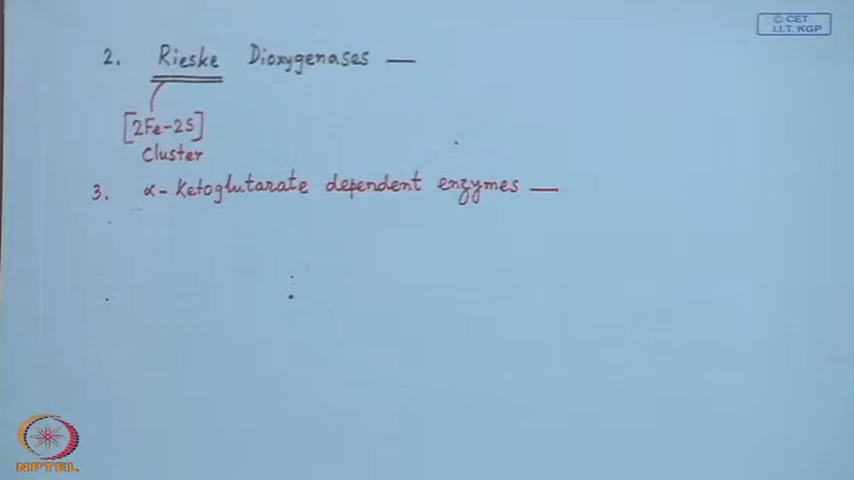 © CET
I.I.T. KGP
2. Rieske Dioxygenases —
[2Fe-2S]
Cluster
3. α- Ketoglutarate dependent enzymes —
NPTEL